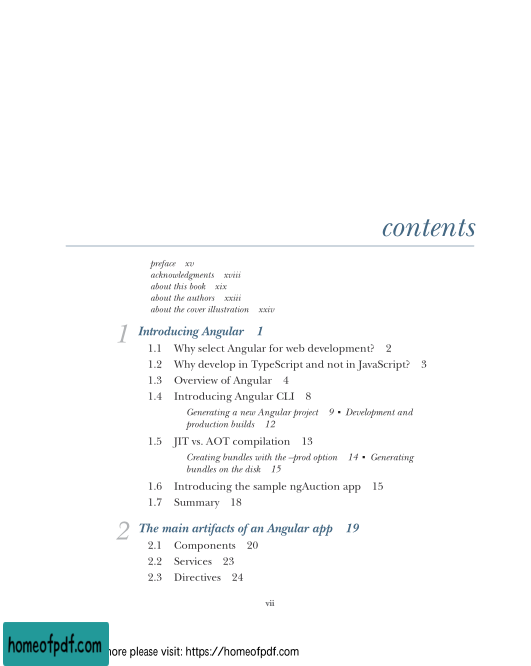 contents
preface xv
acknowledgments xviii
about this book xix
about the authors xxiii
about the cover illustration xxiv
1 Introducing Angular 1
1.1 Why select Angular for web development? 2
1.2 Why develop in TypeScript and not in JavaScript? 3
1.3 Overview of Angular 4
1.4 Introducing Angular CLI 8
Generating a new Angular project 9 ▪ Development and
production builds 12
1.5 JIT vs. AOT compilation 13
Creating bundles with the –prod option 14 ▪ Generating
bundles on the disk 15
1.6 Introducing the sample ngAuction app 15
1.7 Summary 18
2 The main artifacts of an Angular app 19
2.1 Components 20
2.2 Services 23
2.3 Directives 24
vii
homeofpdf.com
please visit: https://homeofpdf.com